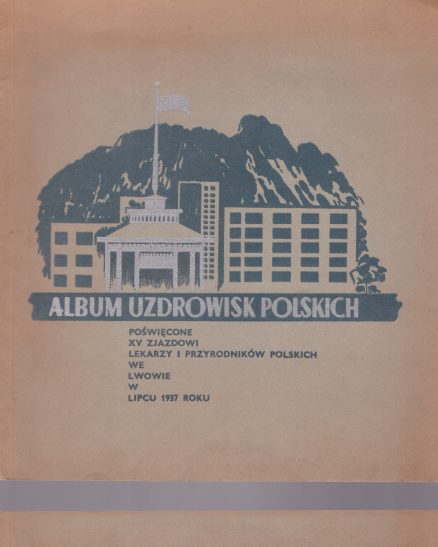 ALBUM UZDROWISK POLSKICH
POŚWIĘCONE
XV ZJAZDOWI
LEKARZY I PRZYRODNIKÓW POLSKICH
WE
LWOWIE
W
LIPCU 1937 ROKU